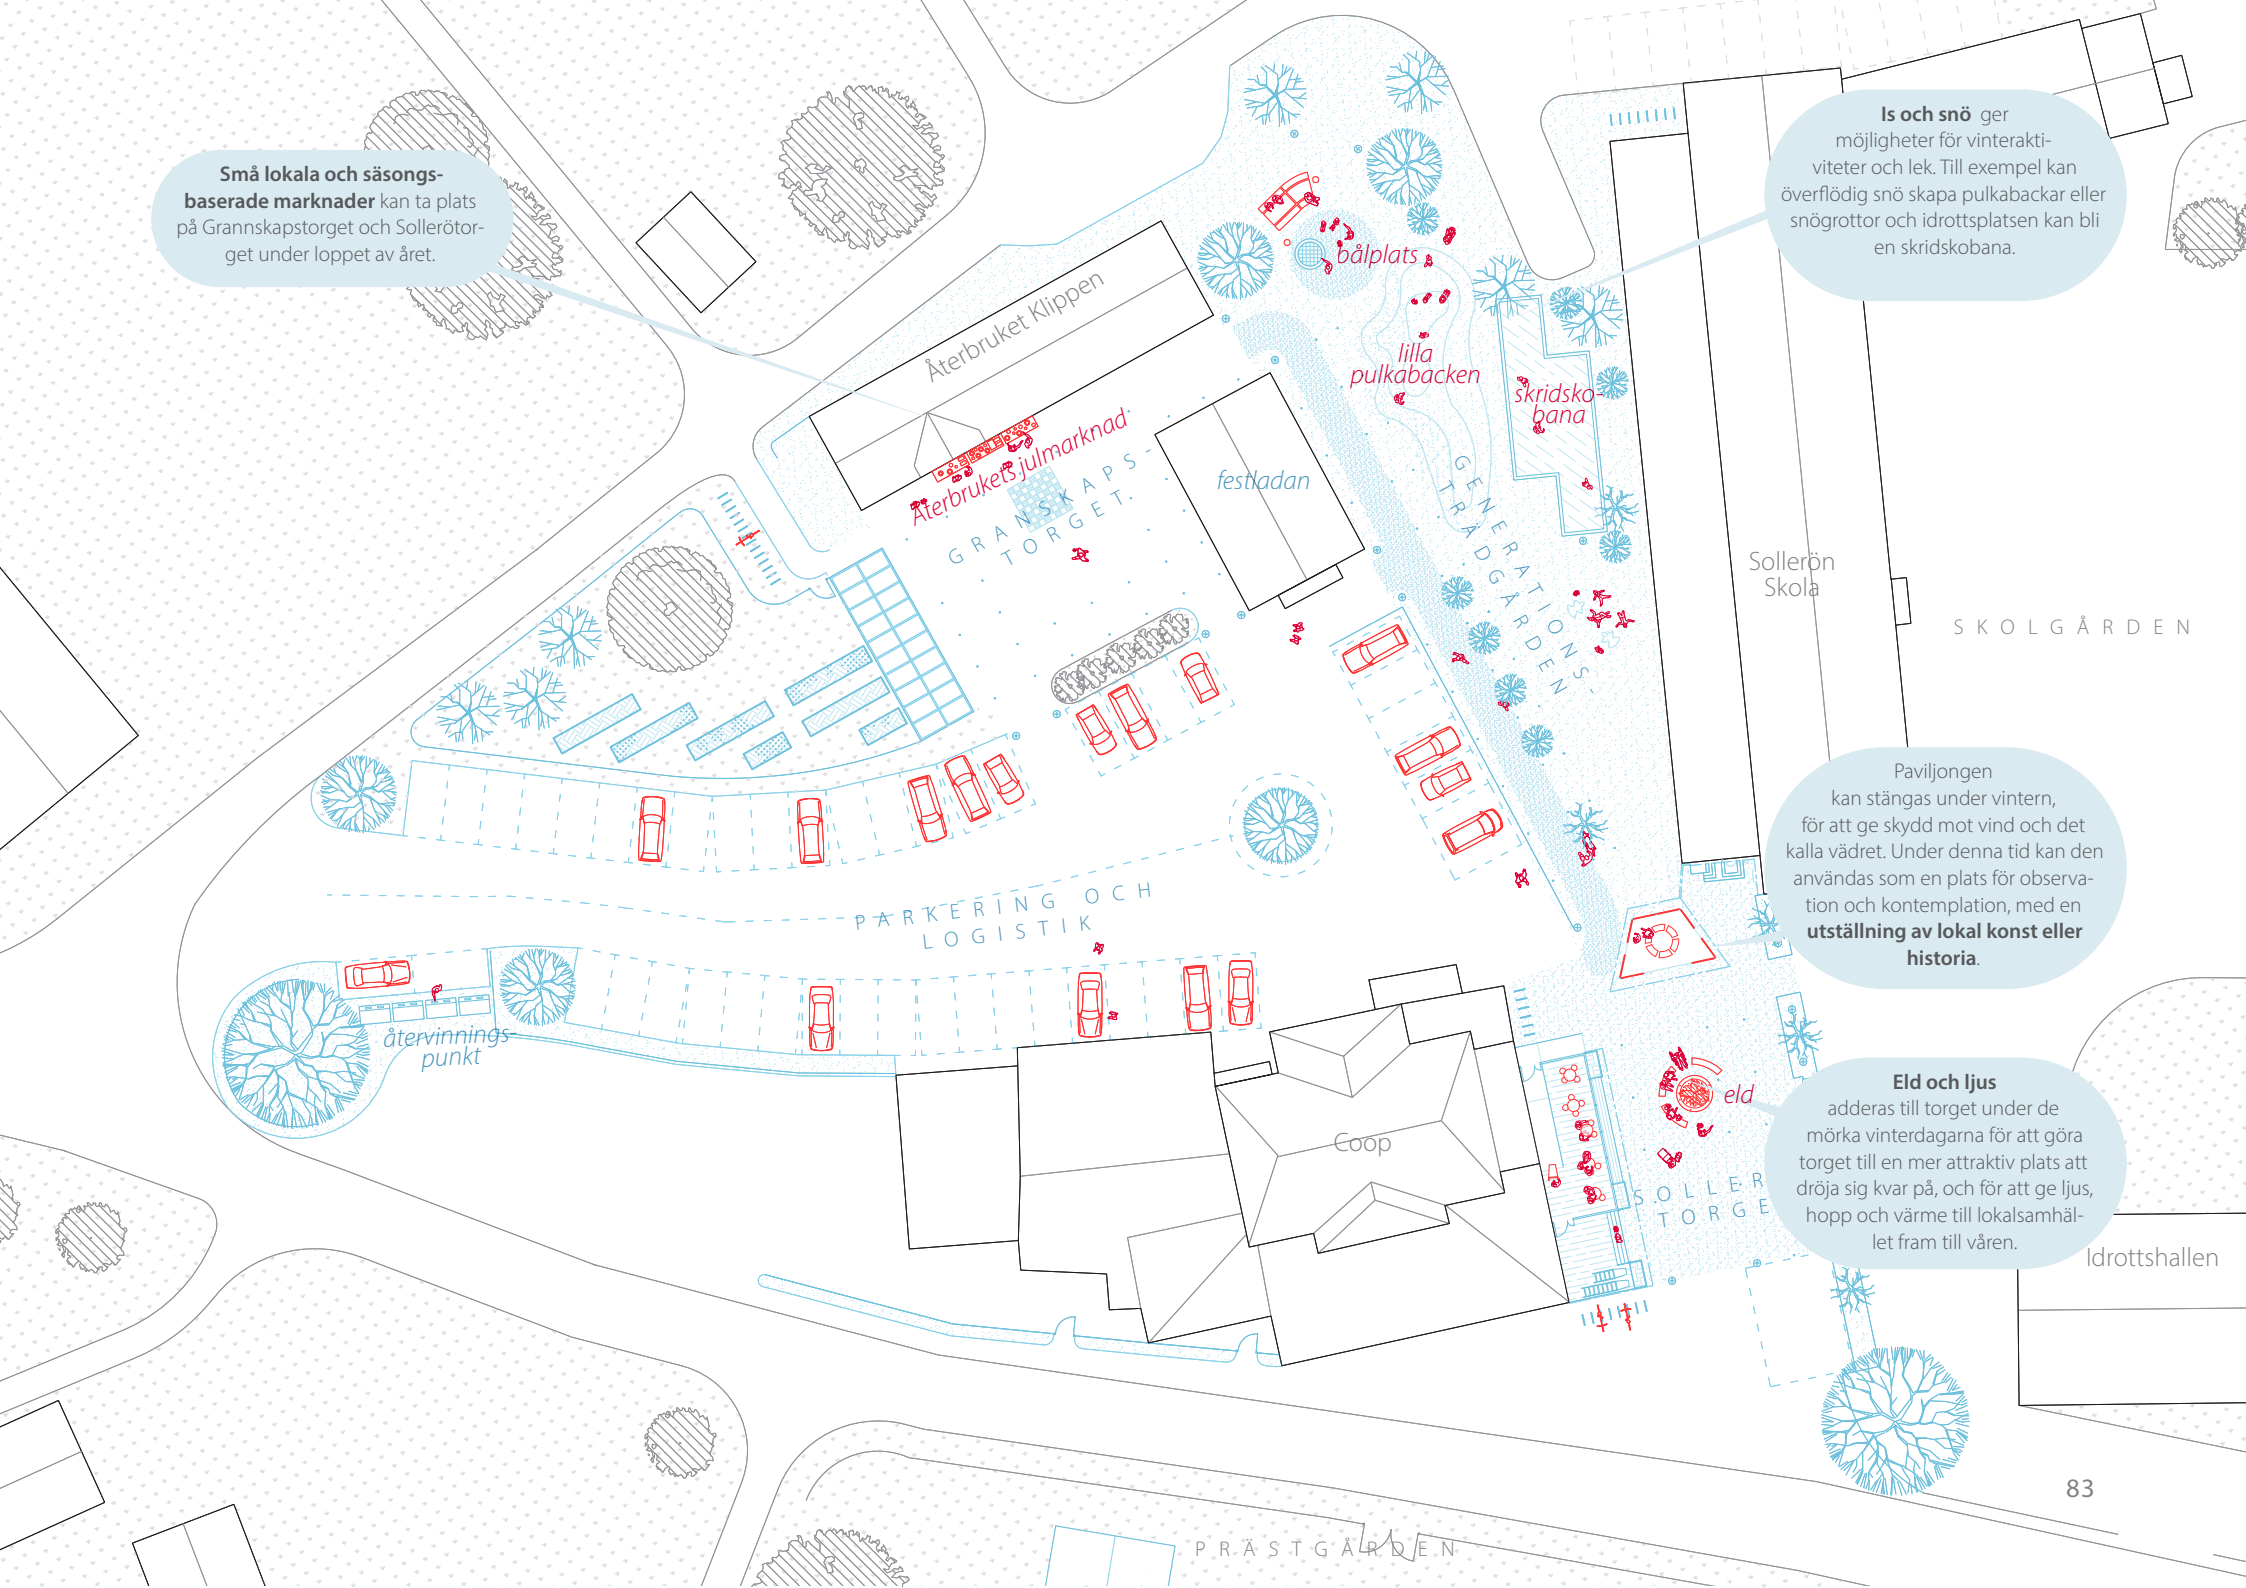 Små lokala och säsongs-
baserade marknader kan ta plats
på Grannskapstorget och Sollerötor-
get under loppet av året.
Is och snö ger
möjligheter för vinterakti-
viteter och lek. Till exempel kan
överflödig snö skapa pulkabackar eller
snögrottor och idrottsplatsen kan bli
en skridskobana.
bålplats
Återbruket Klippen
lilla
pulkabacken
skridsko-
bana
Återbrukets julmarknad
GRANSKAPS-
TORGET.
festladan
GENERATIONS-
TRÄDGÅRDEN
Sollerön
Skola
SKOLGÅRDEN
Paviljongen
kan stängas under vintern,
för att ge skydd mot vind och det
kalla vädret. Under denna tid kan den
användas som en plats för observa-
tion och kontemplation, med en
utställning av lokal konst eller
historia.
PARKERING OCH
LOGISTIK
återvinnings-
punkt
Coop
eld
Eld och ljus
adderas till torget under de
mörka vinterdagarna för att göra
torget till en mer attraktiv plats att
dröja sig kvar på, och för att ge ljus,
hopp och värme till lokalsamhäl-
let fram till våren.
SOLLER
TORGE
Idrottshallen
83
PRÄSTGÅRDEN